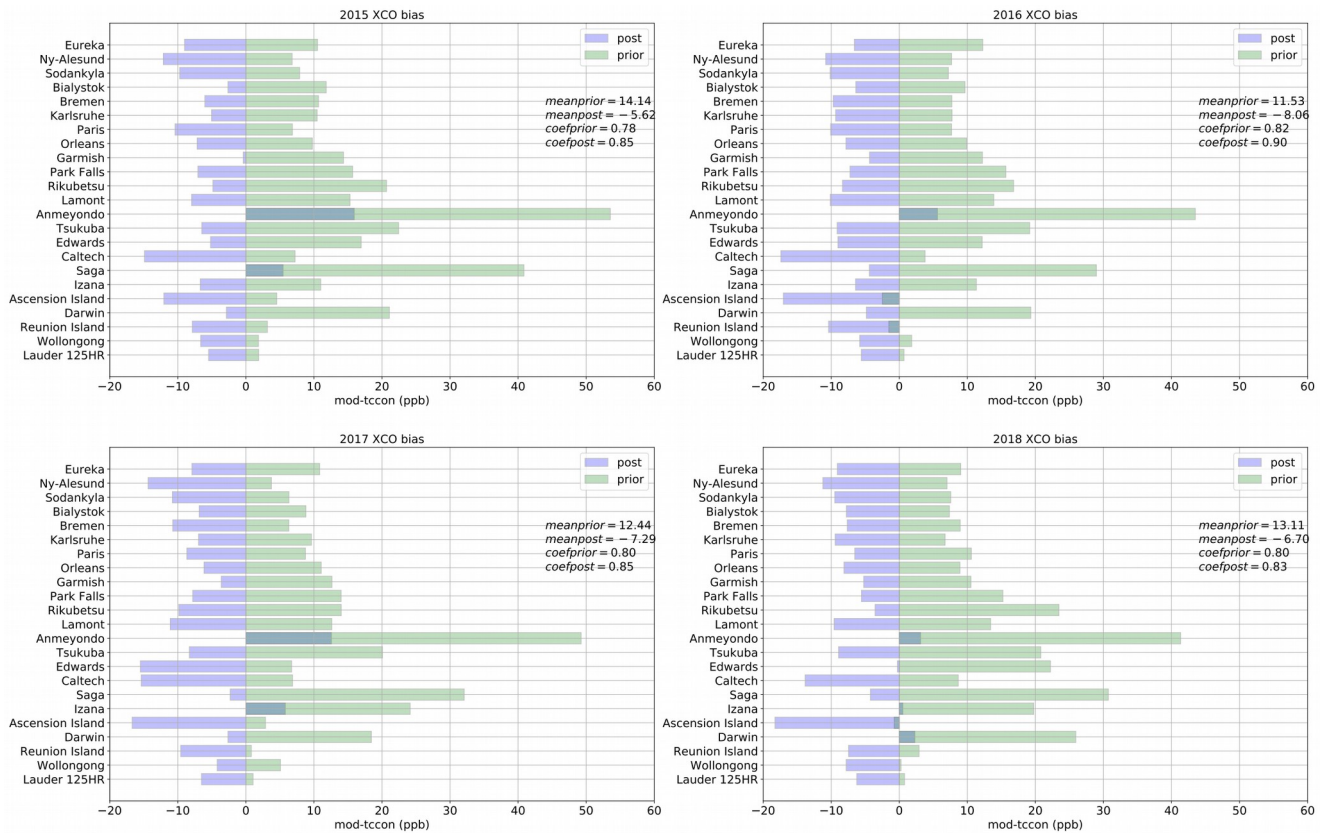 2015 XCO bias
post
prior
Eureka
Ny-Alesund
Sodankyla
Bialystok
Bremen
Karlsruhe
Paris
Orleans
Garmish
Park Falls
Rikubetsu
Lamont
Anmeyondo
Tsukuba
Edwards
Caltech
Saga
Izana
Ascension Island
Darwin
Reunion Island
Wollongong
Lauder 125HR
meanprior = 14.14
meanpost = −5.62
coefprior = 0.78
coefpost = 0.85
−20 −10 0 10 20 30 40 50 60
mod-tccon (ppb)
2016 XCO bias
post
prior
Eureka
Ny-Alesund
Sodankyla
Bialystok
Bremen
Karlsruhe
Paris
Orleans
Garmish
Park Falls
Rikubetsu
Lamont
Anmeyondo
Tsukuba
Edwards
Caltech
Saga
Izana
Ascension Island
Darwin
Reunion Island
Wollongong
Lauder 125HR
meanprior = 11.53
meanpost = −8.06
coefprior = 0.82
coefpost = 0.90
−20 −10 0 10 20 30 40 50 60
mod-tccon (ppb)
2017 XCO bias
post
prior
Eureka
Ny-Alesund
Sodankyla
Bialystok
Bremen
Karlsruhe
Paris
Orleans
Garmish
Park Falls
Rikubetsu
Lamont
Anmeyondo
Tsukuba
Edwards
Caltech
Saga
Izana
Ascension Island
Darwin
Reunion Island
Wollongong
Lauder 125HR
meanprior = 12.44
meanpost = −7.29
coefprior = 0.80
coefpost = 0.85
−20 −10 0 10 20 30 40 50 60
mod-tccon (ppb)
2018 XCO bias
post
prior
Eureka
Ny-Alesund
Sodankyla
Bialystok
Bremen
Karlsruhe
Paris
Orleans
Garmish
Park Falls
Rikubetsu
Lamont
Anmeyondo
Tsukuba
Edwards
Caltech
Saga
Izana
Ascension Island
Darwin
Reunion Island
Wollongong
Lauder 125HR
meanprior = 13.11
meanpost = −6.70
coefprior = 0.80
coefpost = 0.83
−20 −10 0 10 20 30 40 50 60
mod-tccon (ppb)